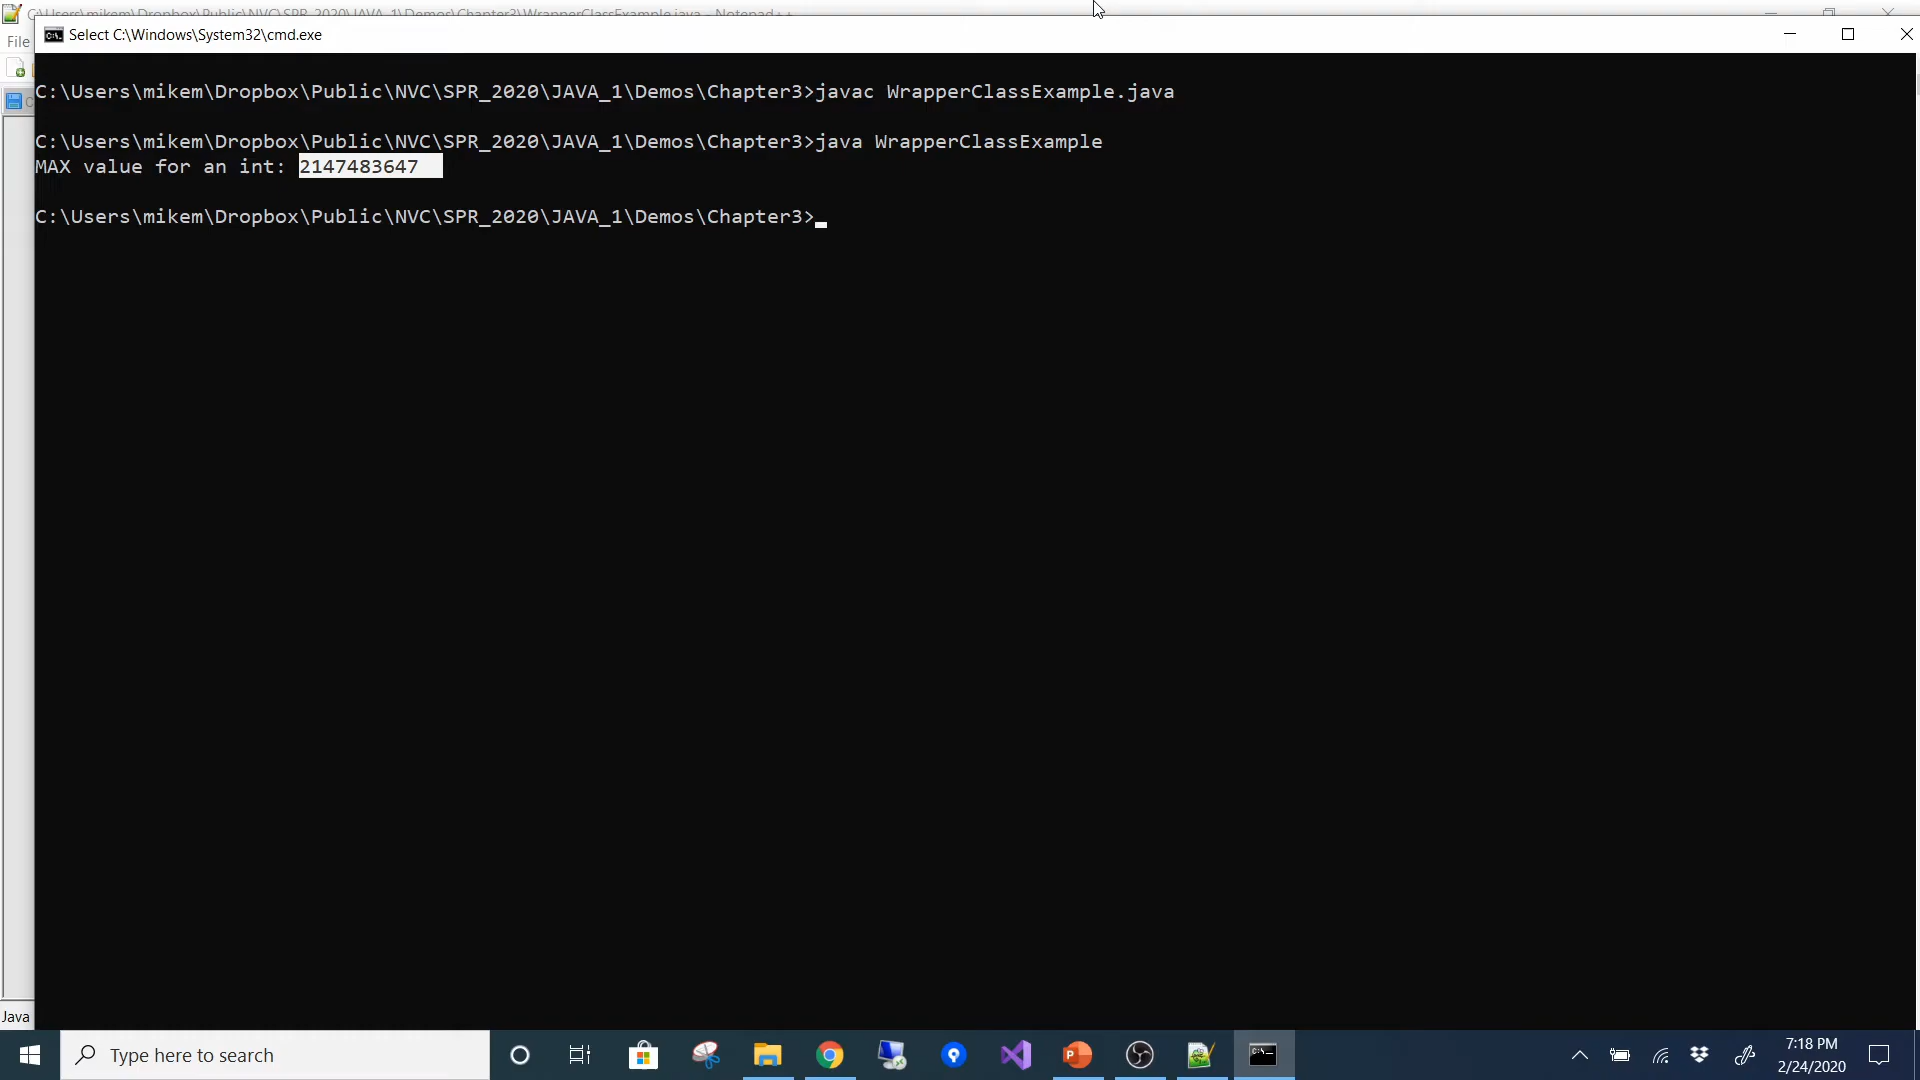 C:\Users\mikem\Dropbox\Public\NVC\SPR_2020\JAVA_1\Demos\Chapter3\WrapperClassExample.java - Notepad++
Select C:\Windows\System32\cmd.exe
File
C:\Users\mikem\Dropbox\Public\NVC\SPR_2020\JAVA_1\Demos\Chapter3>javac WrapperClassExample.java
C:\Users\mikem\Dropbox\Public\NVC\SPR_2020\JAVA_1\Demos\Chapter3>java WrapperClassExample
MAX value for an int: 2147483647
C:\Users\mikem\Dropbox\Public\NVC\SPR_2020\JAVA_1\Demos\Chapter3>
Java
Type here to search
7:18 PM
2/24/2020